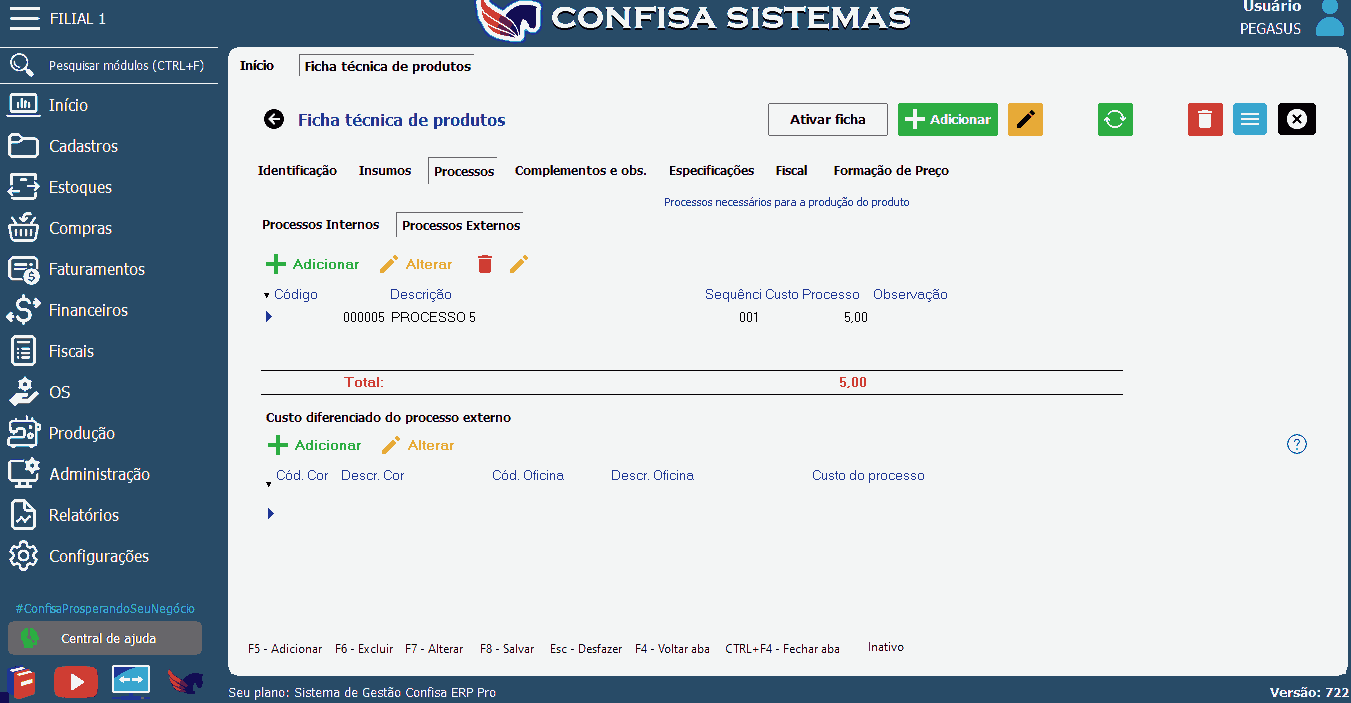 FILIAL 1
CONFISA SISTEMAS
Usuário
PEGASUS
Pesquisar módulos (CTRL+F)
Início
Cadastros
Estoques
Compras
Faturamentos
Financeiros
Fiscais
OS
Produção
Administração
Relatórios
Configurações
#ConfisaProsperandoSeuNegócio
Central de ajuda
Início Ficha técnica de produtos
Ficha técnica de produtos
Ativar ficha Adicionar
Identificação Insumos Processos Complementos e obs. Especificações Fiscal Formação de Preço
Processos necessários para a produção do produto
Processos Internos Processos Externos
Adicionar Alterar
Código Descrição Sequênci Custo Processo Observação
000005 PROCESSO 5 001 5,00
Total: 5,00
Custo diferenciado do processo externo
Adicionar Alterar
?
Cód. Cor Descr. Cor Cód. Oficina Descr. Oficina Custo do processo
F5 - Adicionar F6 - Excluir F7 - Alterar F8 - Salvar Esc - Desfazer F4 - Voltar aba CTRL+F4 - Fechar aba Inativo
Seu plano: Sistema de Gestão Confisa ERP Pro
Versão: 722